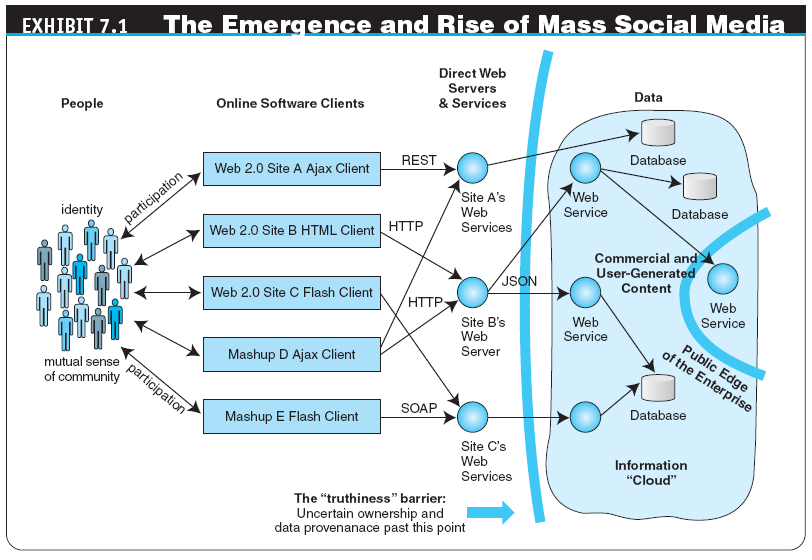 EXHIBIT 7.1 The Emergence and Rise of Mass Social Media
People
Online Software Clients
Direct Web
Servers
& Services
Data
Web 2.0 Site A Ajax Client
REST
Database
participation
identity
Site A's
Web
Services
Web
Service
Database
Web 2.0 Site B HTML Client
HTTP
Commercial and
User-Generated
Content
Web 2.0 Site C Flash Client
HTTP
JSON
Site B's
Web
Server
Web
Service
Web
Service
Mashup D Ajax Client
mutual sense
of community
participation
Public Edge
of the Enterprise
Mashup E Flash Client
SOAP
Database
Site C's
Web
Services
Information
"Cloud"
The "truthiness" barrier:
Uncertain ownership and
data provenanace past this point